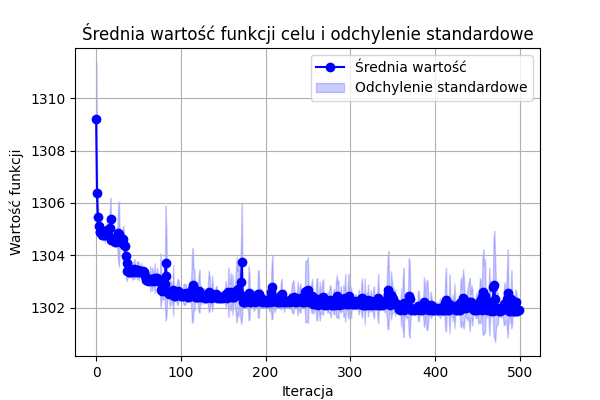 Średnia wartość funkcji celu i odchylenie standardowe
Średnia wartość
Odchylenie standardowe
Wartość funkcji
1310
1308
1306
1304
1302
0 100 200 300 400 500
Iteracja